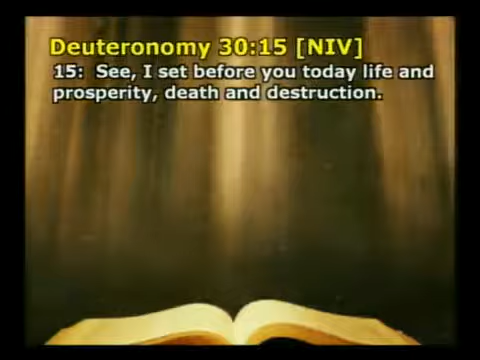 Deuteronomy 30:15 [NIV]
15:  See, I set before you today life and
prosperity, death and destruction.